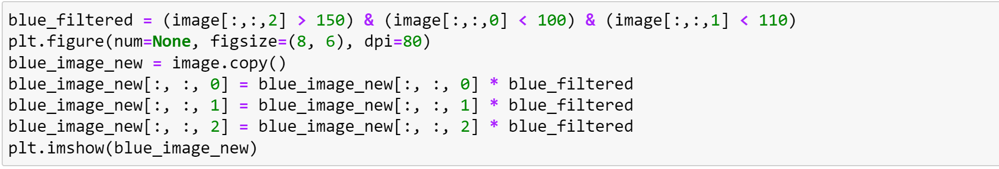 blue_filtered = (image[:,:,2] > 150) & (image[:,:,0] < 100) & (image[:,:,1] < 110)
plt.figure(num=None, figsize=(8, 6), dpi=80)
blue_image_new = image.copy()
blue_image_new[:, :, 0] = blue_image_new[:, :, 0] * blue_filtered
blue_image_new[:, :, 1] = blue_image_new[:, :, 1] * blue_filtered
blue_image_new[:, :, 2] = blue_image_new[:, :, 2] * blue_filtered
plt.imshow(blue_image_new)